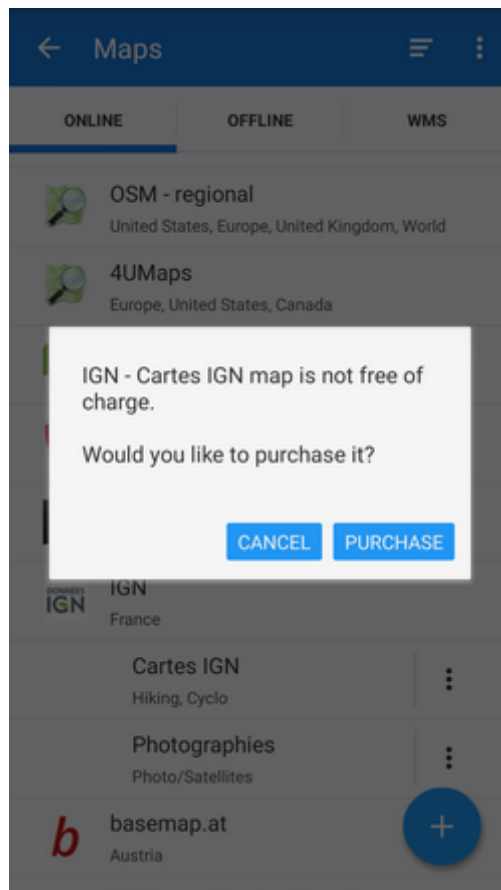 Maps
ONLINE
OFFLINE
WMS
OSM - regional
United States, Europe, United Kingdom, World
4UMaps
Europe, United States, Canada
IGN - Cartes IGN map is not free of
charge.
Would you like to purchase it?
CANCEL
PURCHASE
DONNÉES
IGN
IGN
France
Cartes IGN
Hiking, Cyclo
Photographies
Photo/Satellites
b
basemap.at
Austria